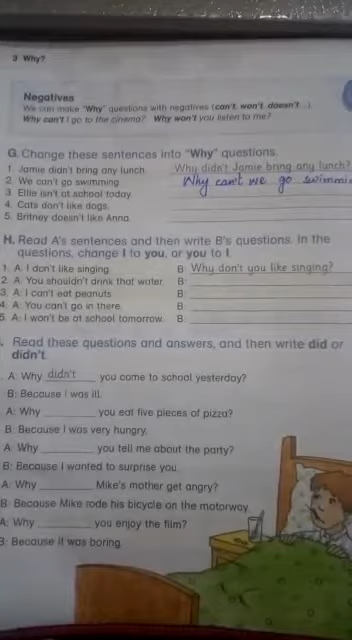 3 Why?
Negatives
We can make "Why" questions with negatives (can't, won't, doesn't...).
Why can't I go to the cinema? Why won't you listen to me?
G. Change these sentences into "Why" questions.
1. Jamie didn't bring any lunch. Why didn't Jamie bring any lunch?
2. We can't go swimming. Why can't we go swimmin
3. Ellie isn't at school today.
4. Cats don't like dogs.
5. Britney doesn't like Anna.
H. Read A's sentences and then write B's questions. In the
questions, change I to you, or you to I.
1. A: I don't like singing. B: Why don't you like singing?
2. A: You shouldn't drink that water. B:
3. A: I can't eat peanuts. B:
4. A: You can't go in there. B:
5. A: I won't be at school tomorrow. B:
. Read these questions and answers, and then write did or
didn't.
A: Why didn't you come to school yesterday?
B: Because I was ill.
A: Why ______ you eat five pieces of pizza?
B: Because I was very hungry.
A: Why ______ you tell me about the party?
B: Because I wanted to surprise you.
A: Why ______ Mike's mother get angry?
B: Because Mike rode his bicycle on the motorway.
A: Why ______ you enjoy the film?
B: Because it was boring.